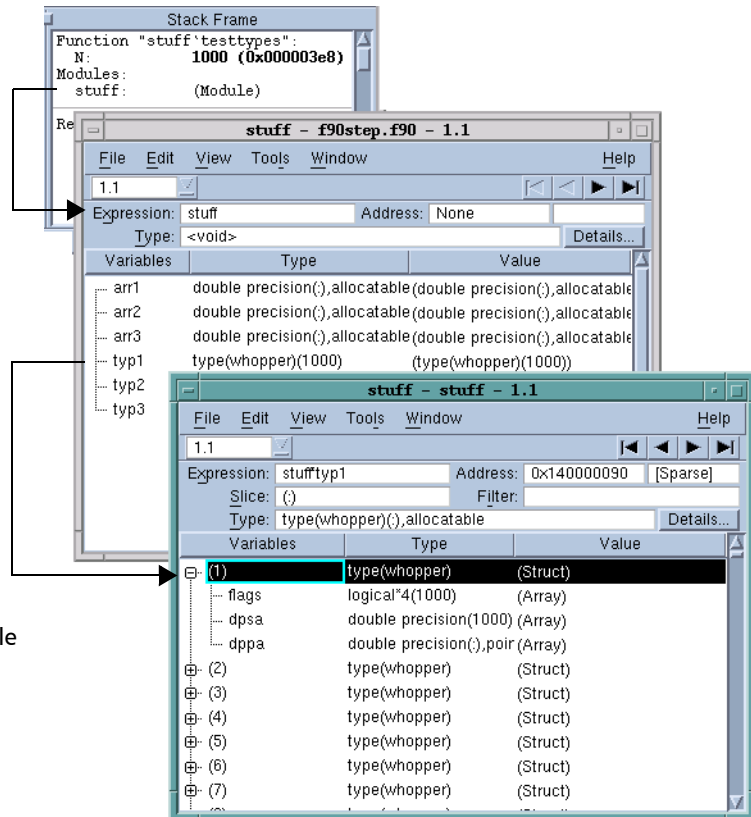 Stack Frame
Function "stuff`testtypes":
N: 1000 (0x000003e8)
Modules:
stuff: (Module)
Re
stuff - f90step.f90 - 1.1
File Edit View Tools Window Help
1.1
Expression: stuff Address: None
Type: <void> Details...
Variables Type Value
arr1 double precision(:),allocatable (double precision(:),allocatable
arr2 double precision(:),allocatable (double precision(:),allocatable
arr3 double precision(:),allocatable (double precision(:),allocatable
typ1 type(whopper)(1000) (type(whopper)(1000))
typ2
typ3
stuff - stuff - 1.1
File Edit View Tools Window Help
1.1
Expression: stuff`typ1 Address: 0x140000090 [Sparse]
Slice: (:) Filter:
Type: type(whopper)(:),allocatable Details...
Variables Type Value
(1) type(whopper) (Struct)
flags logical*4(1000) (Array)
dpsa double precision(1000) (Array)
dppa double precision(:),poir (Array)
(2) type(whopper) (Struct)
(3) type(whopper) (Struct)
(4) type(whopper) (Struct)
(5) type(whopper) (Struct)
(6) type(whopper) (Struct)
(7) type(whopper) (Struct)
le